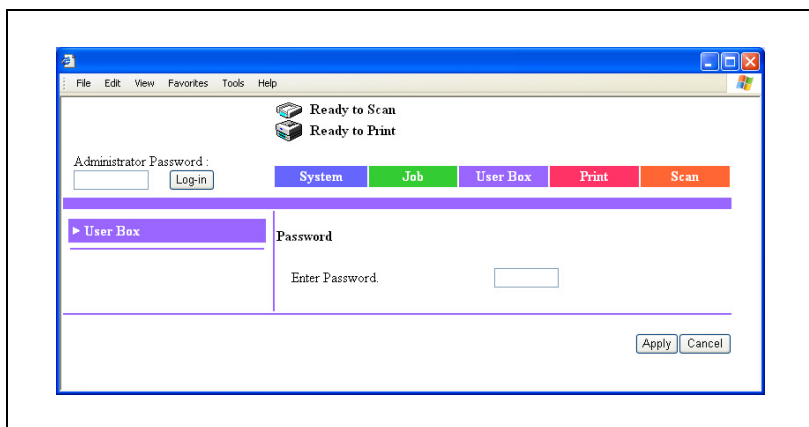 File Edit View Favorites Tools Help
Ready to Scan
Ready to Print
Administrator Password :
Log-in
System Job User Box Print Scan
User Box
Password
Enter Password.
Apply Cancel